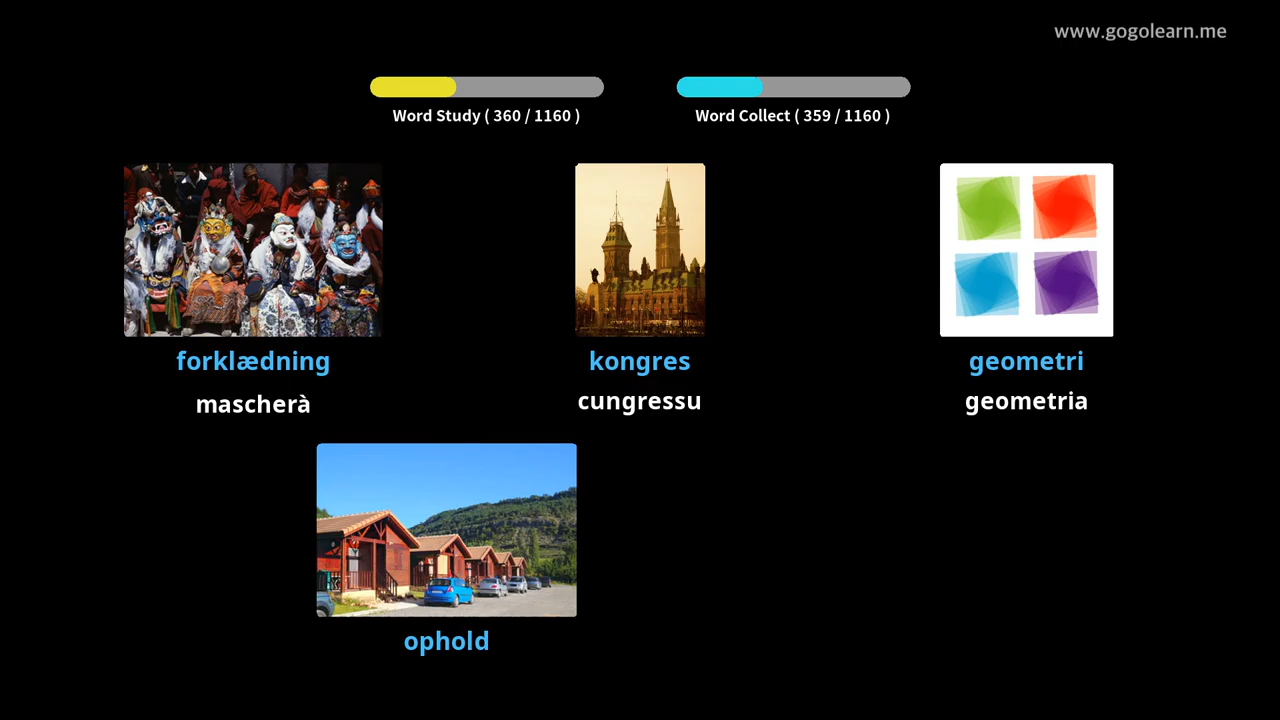 www.gogolearn.me
Word Study ( 360 / 1160 )
Word Collect ( 359 / 1160 )
forklædning
kongres
geometri
mascherà
cungressu
geometria
ophold